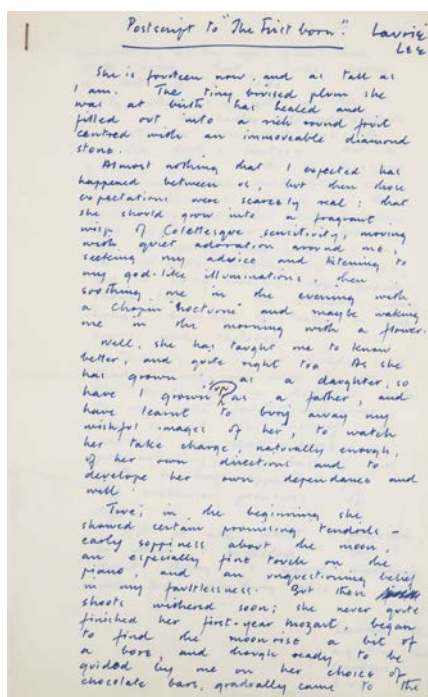 Postscript to "The First born". Laurie
Lee
She is fourteen now, and as tall as
I am. The tiny bruised plum she
was at birth has healed and
filled out into a rich round fruit
centred with an immoveable diamond
stone.
Almost nothing that I expected has
happened between us, but then those
expectations were scarcely real: that
she should grow into a fragrant
wisp of Colettesque sensitivity, moving
with quiet adoration around me,
seeking my advice and listening to
my god-like illuminations, then
soothing me in the evening with
a Chopin 'Nocturne' and maybe waking
me in the morning with a flower.
Well, she has taught me to know
better, and quite right too. As she
has grown as a daughter, so
have I grown up as a father, and
have learnt to bury away my
wishful images of her; to watch
her take charge, naturally enough,
of her own directions and to
develope her own dependance and
will.
True, in the beginning she
showed certain promising tendrils –
early soppiness about the moon,
an especially fine touch on the
piano, and an unquestioning belief
in my faultlessness. But then
shoots withered soon; she never quite
finished her first-year Mozart, began
to find the moonrise a bit of
a bore, and though ready to be
guided by me on her choice of
chocolate bars, gradually came to the